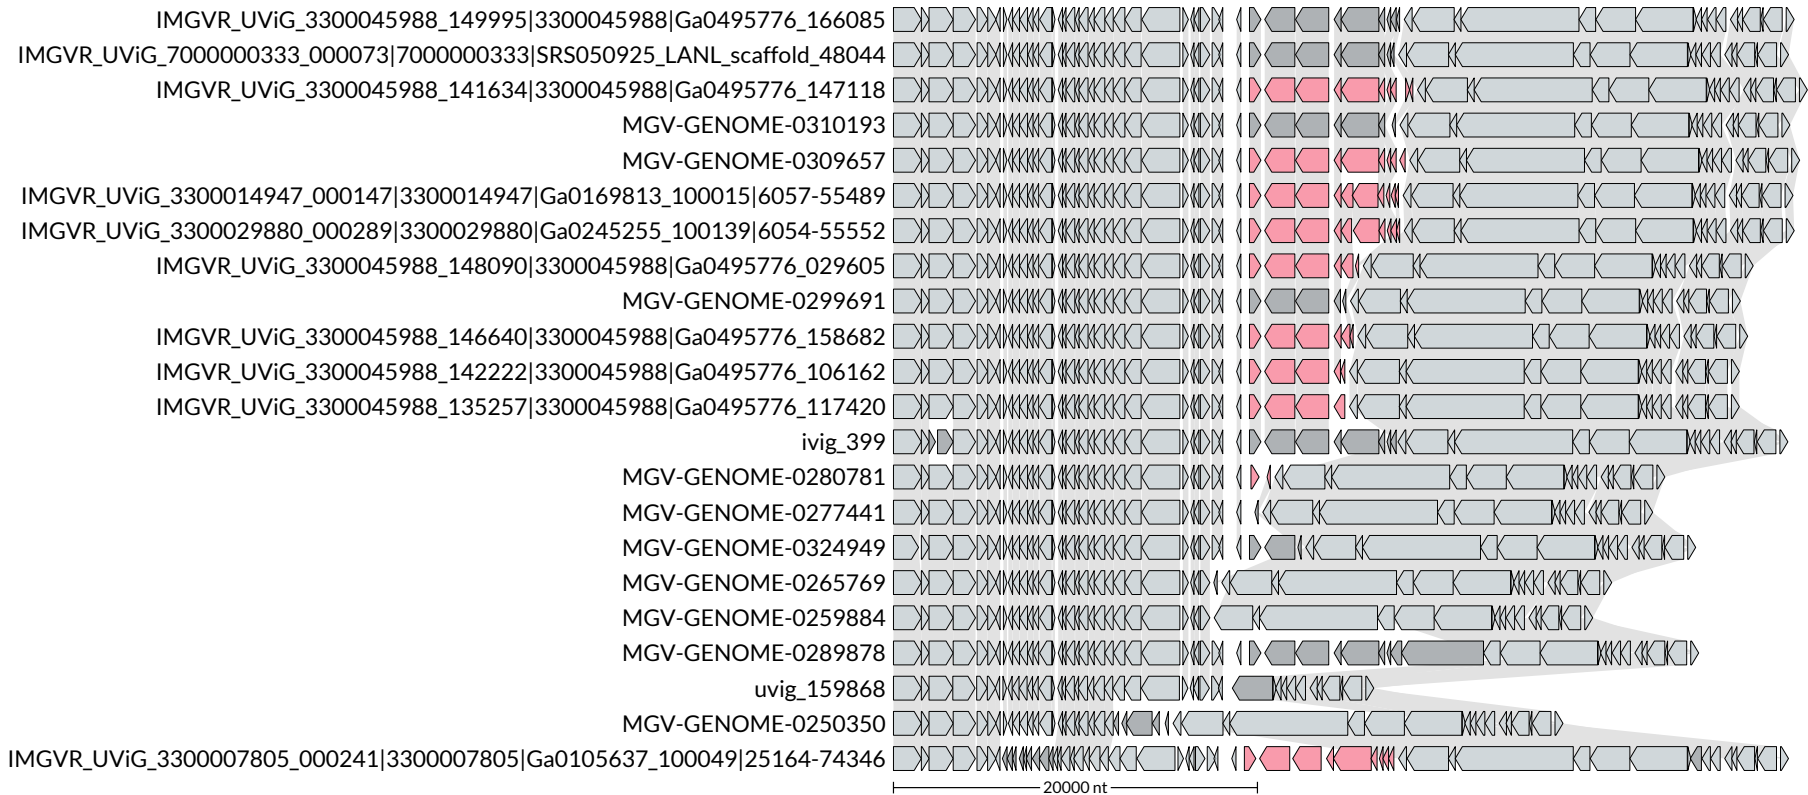 IMGVR_UViG_3300045988_149995|3300045988|Ga0495776_166085
IMGVR_UViG_7000000333_000073|7000000333|SRS050925_LANL_scaffold_48044
IMGVR_UViG_3300045988_141634|3300045988|Ga0495776_147118
MGV-GENOME-0310193
MGV-GENOME-0309657
IMGVR_UViG_3300014947_000147|3300014947|Ga0169813_100015|6057-55489
IMGVR_UViG_3300029880_000289|3300029880|Ga0245255_100139|6054-55552
IMGVR_UViG_3300045988_148090|3300045988|Ga0495776_029605
MGV-GENOME-0299691
IMGVR_UViG_3300045988_146640|3300045988|Ga0495776_158682
IMGVR_UViG_3300045988_142222|3300045988|Ga0495776_106162
IMGVR_UViG_3300045988_135257|3300045988|Ga0495776_117420
ivig_399
MGV-GENOME-0280781
MGV-GENOME-0277441
MGV-GENOME-0324949
MGV-GENOME-0265769
MGV-GENOME-0259884
MGV-GENOME-0289878
uvig_159868
MGV-GENOME-0250350
IMGVR_UViG_3300007805_000241|3300007805|Ga0105637_100049|25164-74346
20000 nt